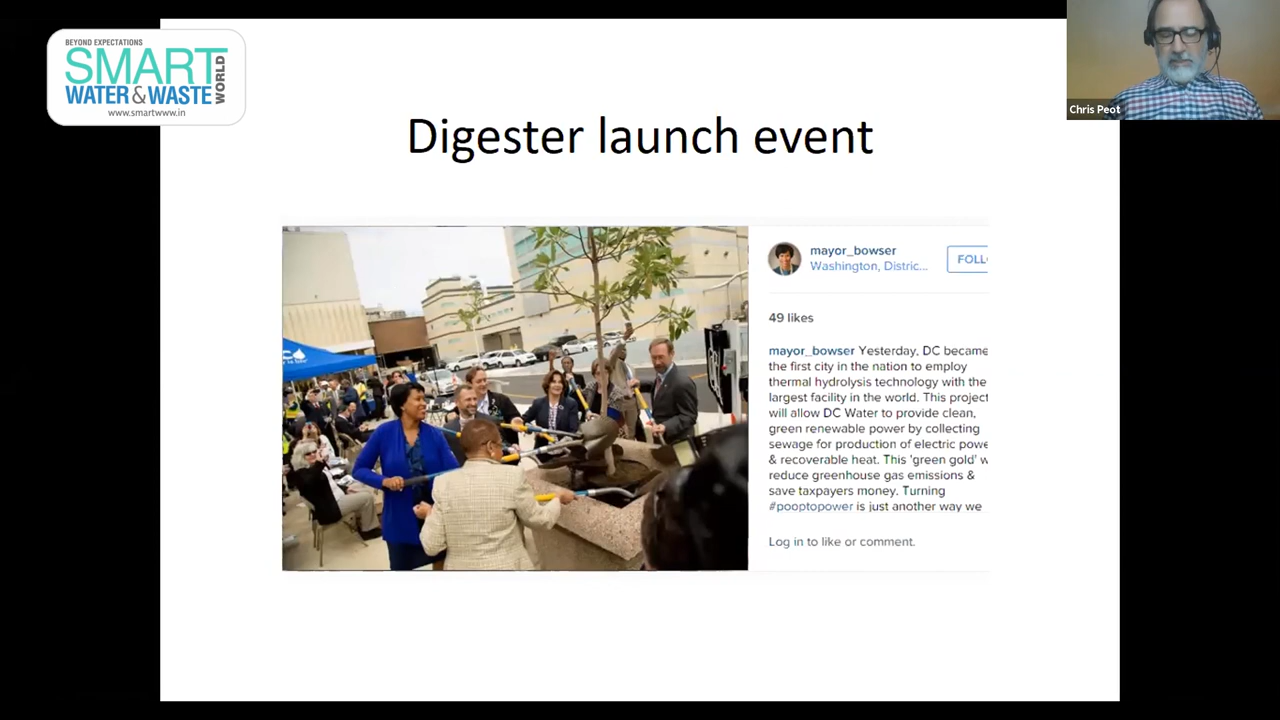 BEYOND EXPECTATIONS
SMART
WATER & WASTE
WORLD
www.smartwww.in
Chris Peot
Digester launch event
mayor_bowser
Washington, Distric...
FOLL
49 likes
mayor_bowser Yesterday, DC became
the first city in the nation to employ
thermal hydrolysis technology with the
largest facility in the world. This project
will allow DC Water to provide clean,
green renewable power by collecting
sewage for production of electric powe
& recoverable heat. This 'green gold' w
reduce greenhouse gas emissions &
save taxpayers money. Turning
#pooptopower is just another way we
Log in to like or comment.